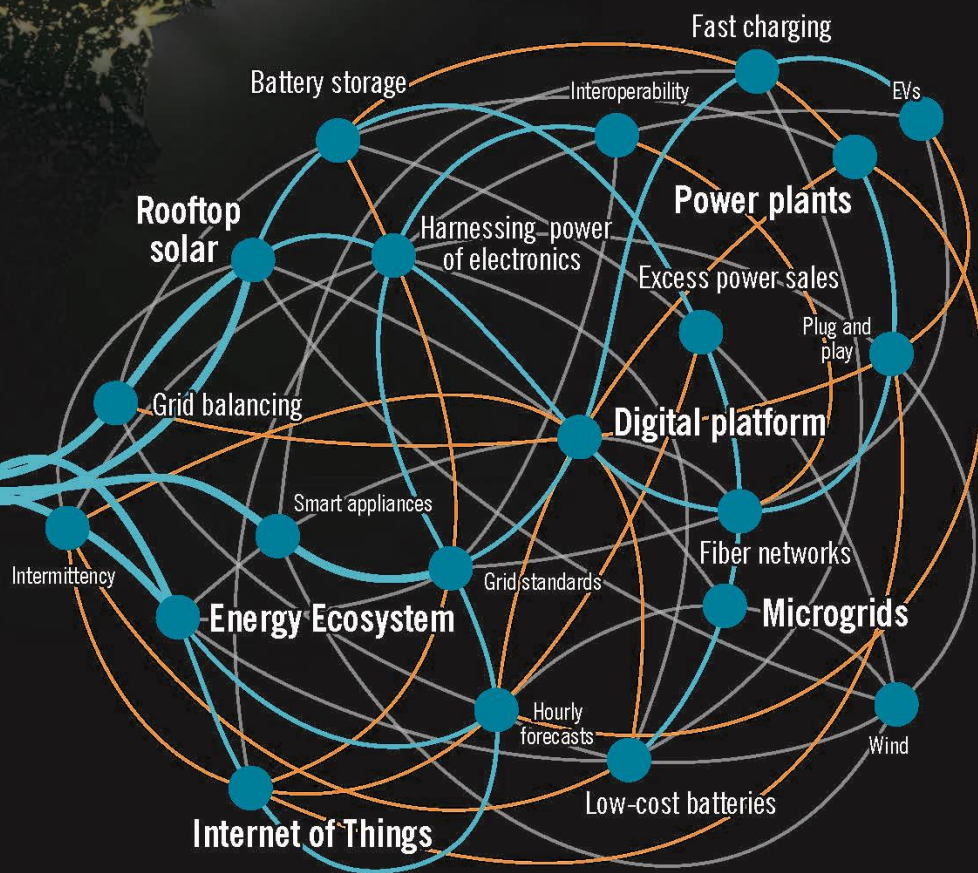 Fast charging
Battery storage
Interoperability
EVs
Rooftop
solar
Power plants
Harnessing power
of electronics
Excess power sales
Plug and
play
Grid balancing
Digital platform
Smart appliances
Fiber networks
Intermittency
Grid standards
Energy Ecosystem
Microgrids
Hourly
forecasts
Wind
Low-cost batteries
Internet of Things